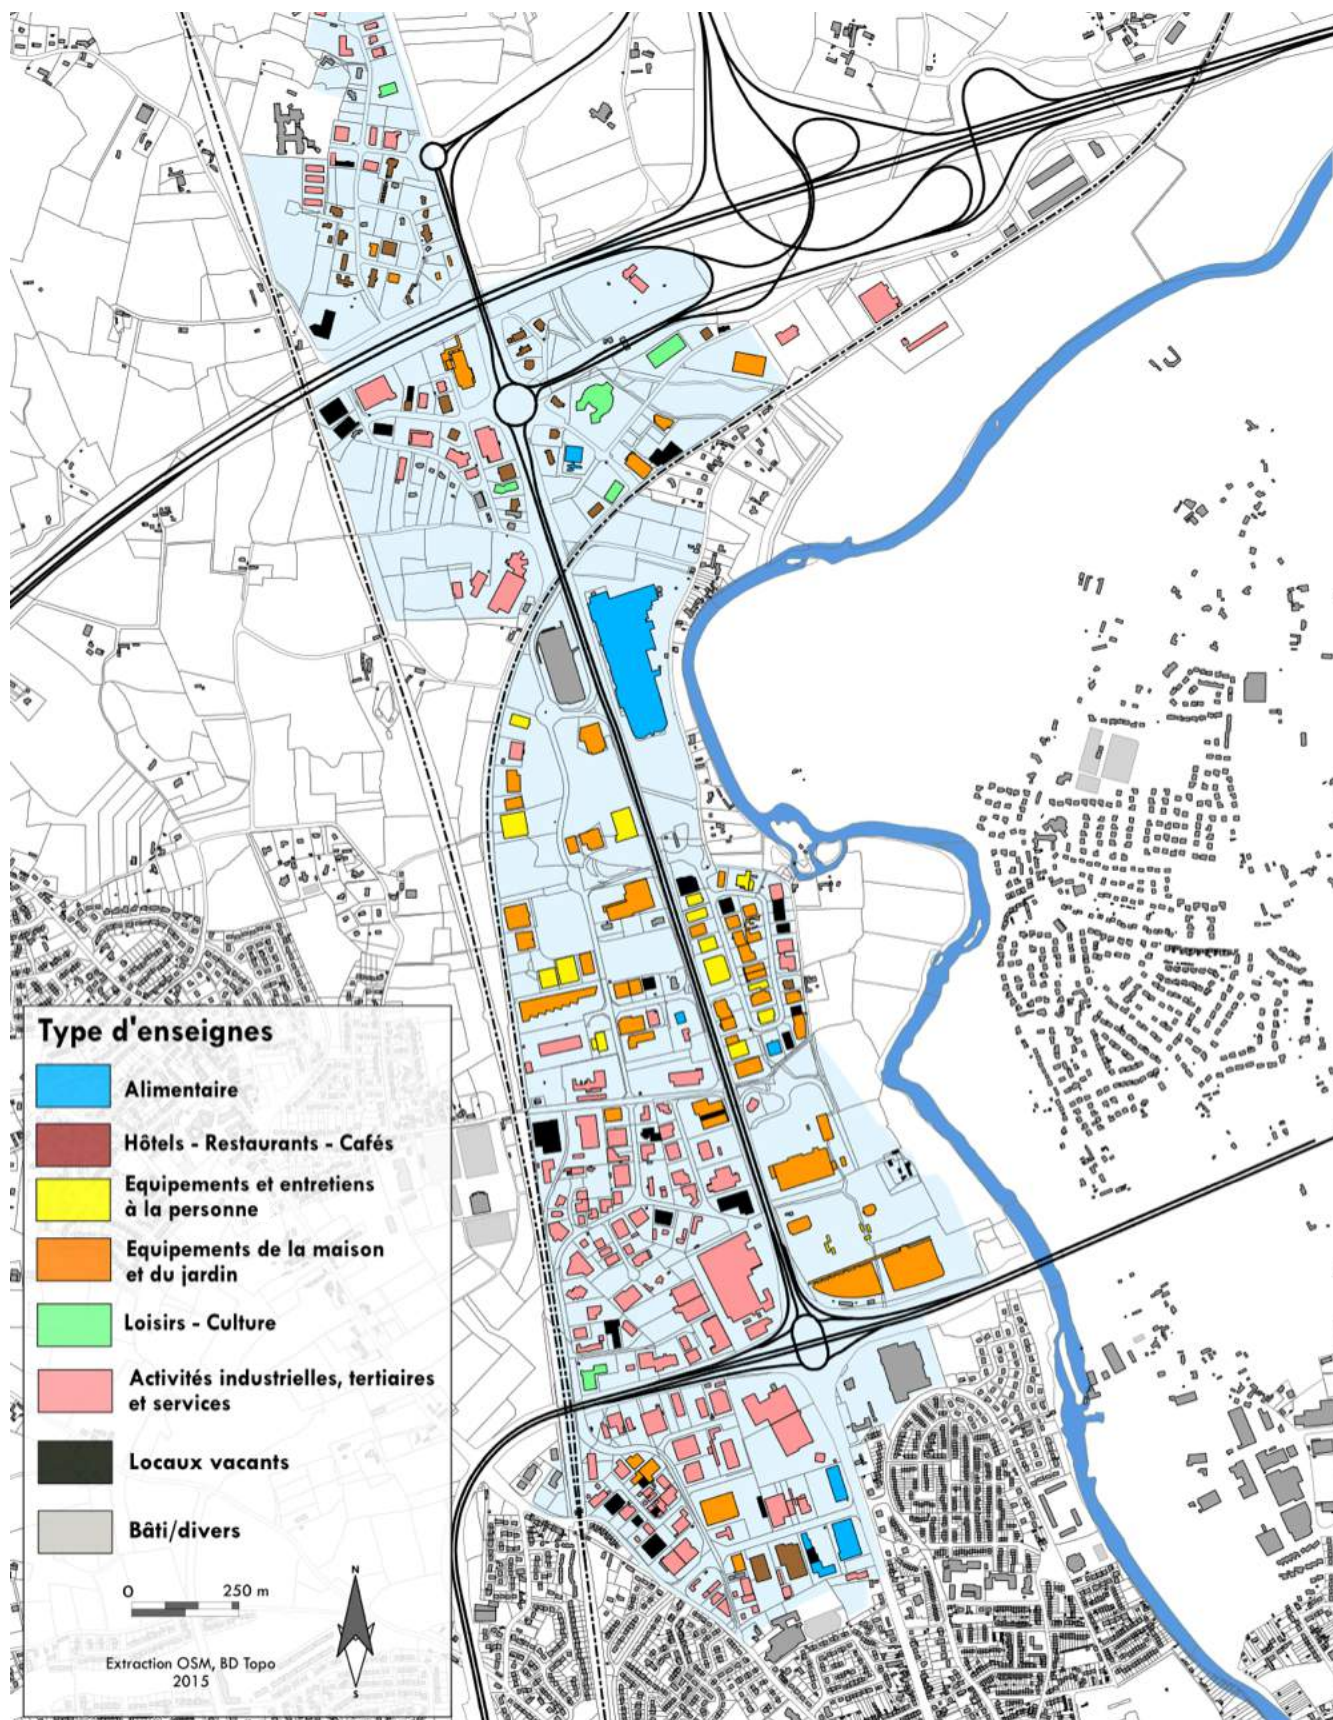 Type d'enseignes
Alimentaire
Hôtels - Restaurants - Cafés
Equipements et entretiens
à la personne
Equipements de la maison
et du jardin
Loisirs - Culture
Activités industrielles, tertiaires
et services
Locaux vacants
Bâti/divers
0 250 m
N
S
Extraction OSM, BD Topo
2015